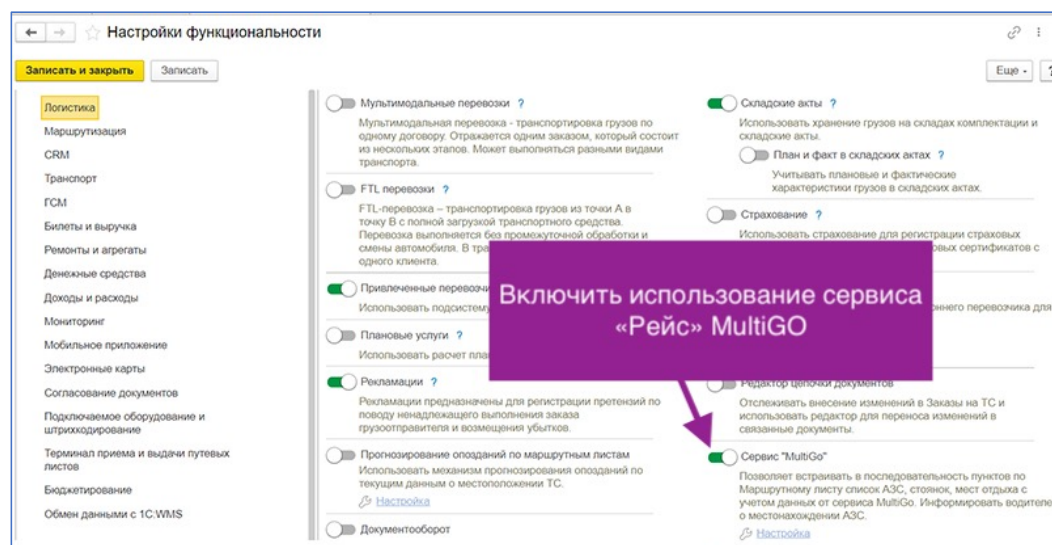 Настройки функциональности
Записать и закрыть
Записать
Еще
?
Логистика
Маршрутизация
CRM
Транспорт
ГСМ
Билеты и выручка
Ремонты и агрегаты
Денежные средства
Доходы и расходы
Мониторинг
Мобильное приложение
Электронные карты
Согласование документов
Подключаемое оборудование и
штрихкодирование
Терминал приема и выдачи путевых
листов
Бюджетирование
Обмен данными с 1С:WMS
Мультимодальные перевозки ?
Мультимодальная перевозка - транспортировка грузов по
одному договору. Отражается одним заказом, который состоит
из нескольких этапов. Может выполняться разными видами
транспорта.
FTL перевозки ?
FTL-перевозка – транспортировка грузов из точки А в
точку В с полной загрузкой транспортного средства.
Перевозка выполняется без промежуточной обработки и
смены автомобиля. В
одного клиента.
Привлеченные
Использовать
Плановые услуги ?
Использовать расчет
Рекламации ?
Рекламации предназначены для регистрации претензий по
поводу ненадлежащего выполнения заказа
грузоотправителя и возмещения убытков.
Прогнозирование опозданий по маршрутным листам
Использовать механизм прогнозирования опозданий по
текущим данным о местоположении ТС.
Настройка
Документооборот
Складские акты ?
Использовать хранение грузов на складах комплектации и
складские акты.
План и факт в складских актах ?
Учитывать плановые и фактические
характеристики грузов в складских актах.
Страхование ?
Использовать страхование для регистрации страховых
сертификатов с
перевозчика для
Включить использование сервиса
«Рейс» MultiGO
Редактор цепочки документов
Отслеживать внесение изменений в Заказы на ТС и
использовать редактор для переноса изменений в
связанные документы.
Сервис "MultiGo"
Позволяет встраивать в последовательность пунктов по
Маршрутному листу список АЗС, стоянок, мест отдыха с
учетом данных от сервиса MultiGo. Информировать водителе
о местонахождении АЗС.
Настройка